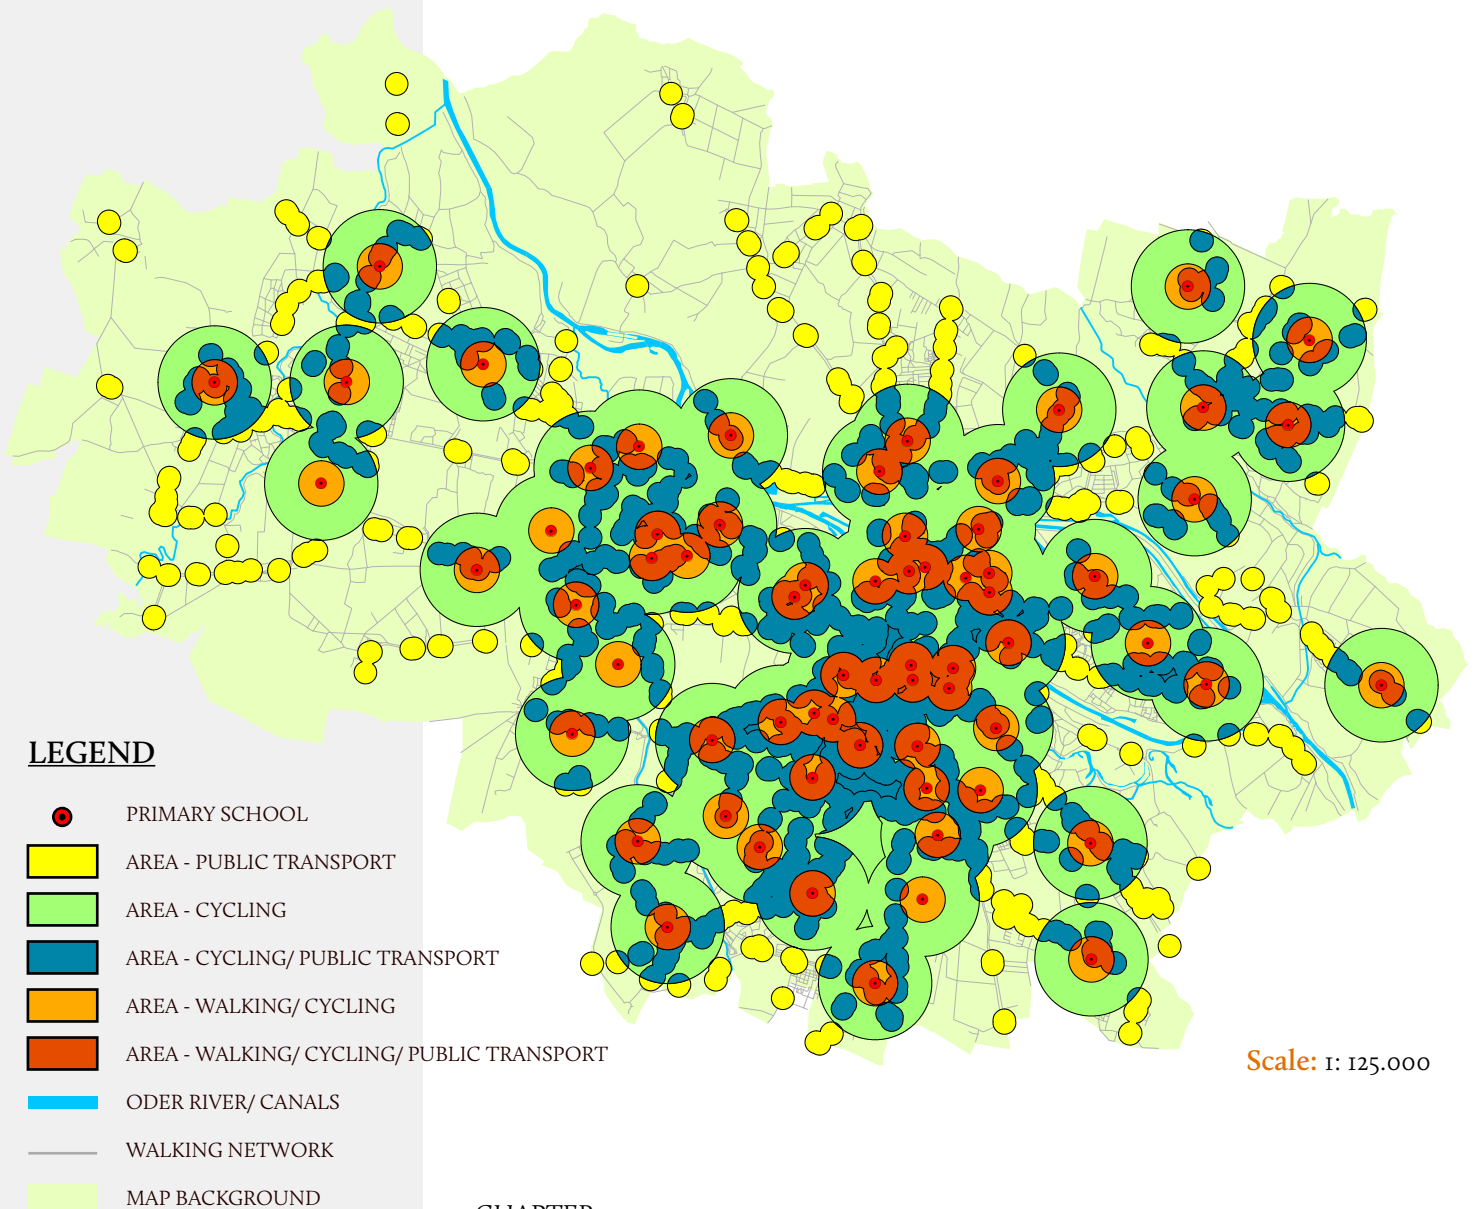 LEGEND
PRIMARY SCHOOL
AREA - PUBLIC TRANSPORT
AREA - CYCLING
AREA - CYCLING/ PUBLIC TRANSPORT
AREA - WALKING/ CYCLING
AREA - WALKING/ CYCLING/ PUBLIC TRANSPORT
ODER RIVER/ CANALS
WALKING NETWORK
MAP BACKGROUND
Scale: 1: 125.000
CHAPTER